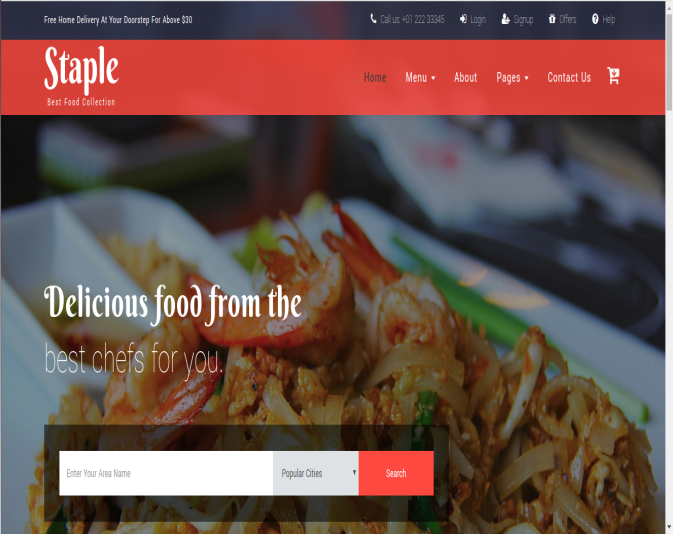 Free Home Delivery At Your Doorstep For Above $30
Call us: +01 222 33345 Login Signup Offers Help
Staple
Best Food Collection
Home Menu About Pages Contact Us
Delicious food from the
best chefs for you.
Enter Your Area Name Popular Cities Search